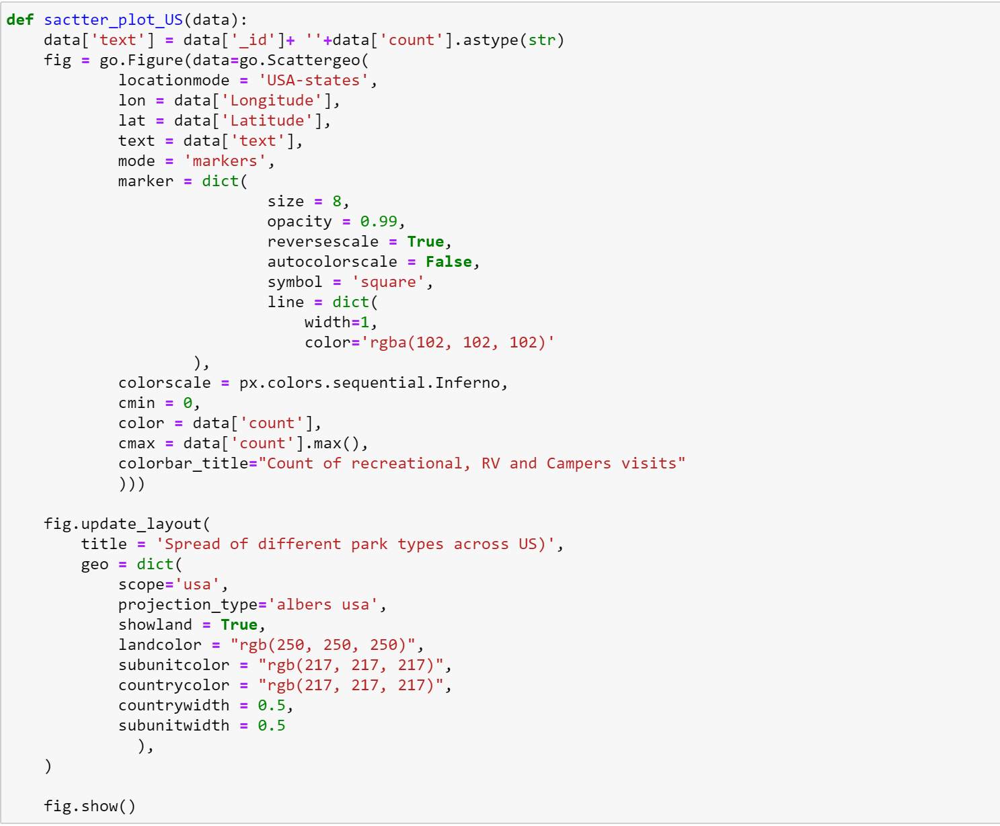 def sactter_plot_US(data):
    data['text'] = data['_id']+ ''+data['count'].astype(str)
    fig = go.Figure(data=go.Scattergeo(
            locationmode = 'USA-states',
            lon = data['Longitude'],
            lat = data['Latitude'],
            text = data['text'],
            mode = 'markers',
            marker = dict(
                            size = 8,
                            opacity = 0.99,
                            reversescale = True,
                            autocolorscale = False,
                            symbol = 'square',
                            line = dict(
                                width=1,
                                color='rgba(102, 102, 102)'
                    ),
            colorscale = px.colors.sequential.Inferno,
            cmin = 0,
            color = data['count'],
            cmax = data['count'].max(),
            colorbar_title="Count of recreational, RV and Campers visits"
            )))

    fig.update_layout(
        title = 'Spread of different park types across US)',
        geo = dict(
            scope='usa',
            projection_type='albers usa',
            showland = True,
            landcolor = "rgb(250, 250, 250)",
            subunitcolor = "rgb(217, 217, 217)",
            countrycolor = "rgb(217, 217, 217)",
            countrywidth = 0.5,
            subunitwidth = 0.5
              ),
    )

    fig.show()